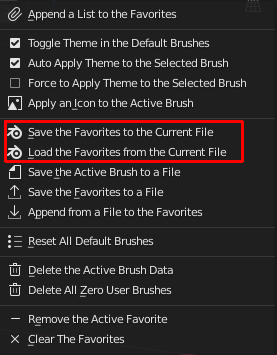 Append a List to the Favorites
Toggle Theme in the Default Brushes
Auto Apply Theme to the Selected Brush
Force to Apply Theme to the Selected Brush
Apply an Icon to the Active Brush
Save the Favorites to the Current File
Load the Favorites from the Current File
Save the Active Brush to a File
Save the Favorites to a File
Append from a File to the Favorites
Reset All Default Brushes
Delete the Active Brush Data
Delete All Zero User Brushes
Remove the Active Favorite
Clear The Favorites